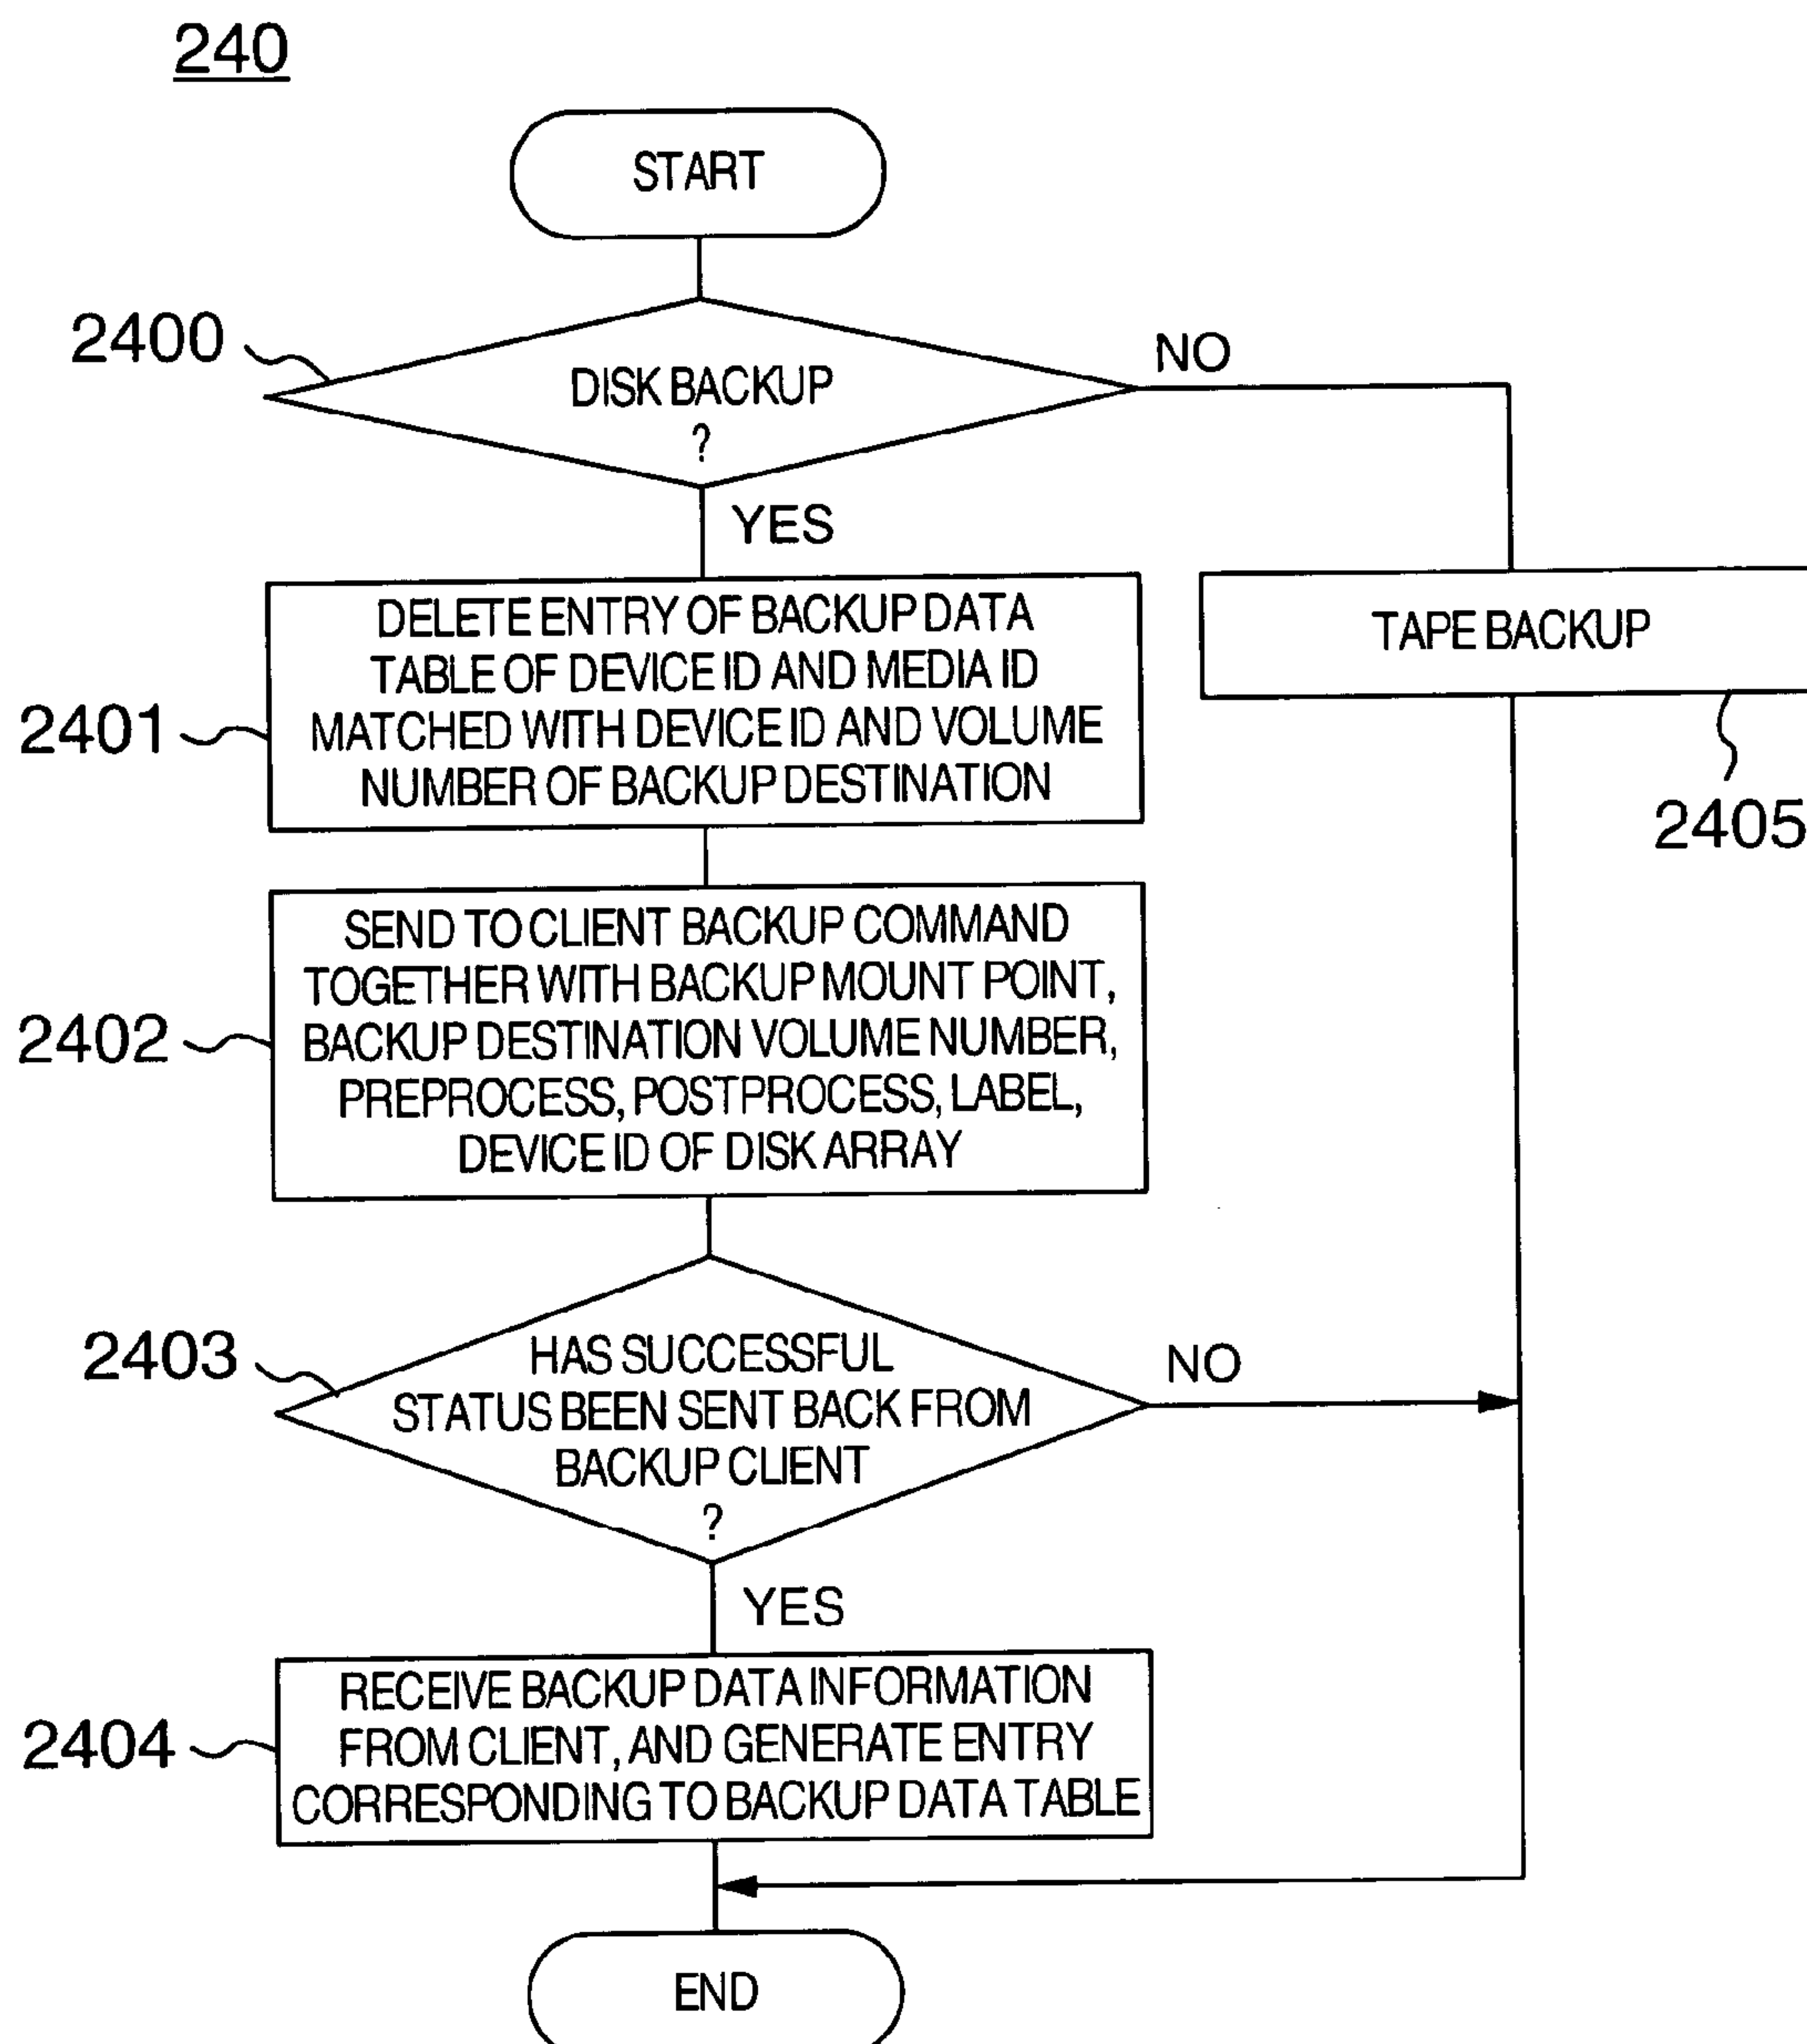 240
START
2400
DISK BACKUP
?
NO
YES
2401
DELETE ENTRY OF BACKUP DATA
TABLE OF DEVICE ID AND MEDIA ID
MATCHED WITH DEVICE ID AND VOLUME
NUMBER OF BACKUP DESTINATION
TAPE BACKUP
2405
2402
SEND TO CLIENT BACKUP COMMAND
TOGETHER WITH BACKUP MOUNT POINT,
BACKUP DESTINATION VOLUME NUMBER,
PREPROCESS, POSTPROCESS, LABEL,
DEVICE ID OF DISK ARRAY
2403
HAS SUCCESSFUL
STATUS BEEN SENT BACK FROM
BACKUP CLIENT
?
NO
YES
2404
RECEIVE BACKUP DATA INFORMATION
FROM CLIENT, AND GENERATE ENTRY
CORRESPONDING TO BACKUP DATA TABLE
END